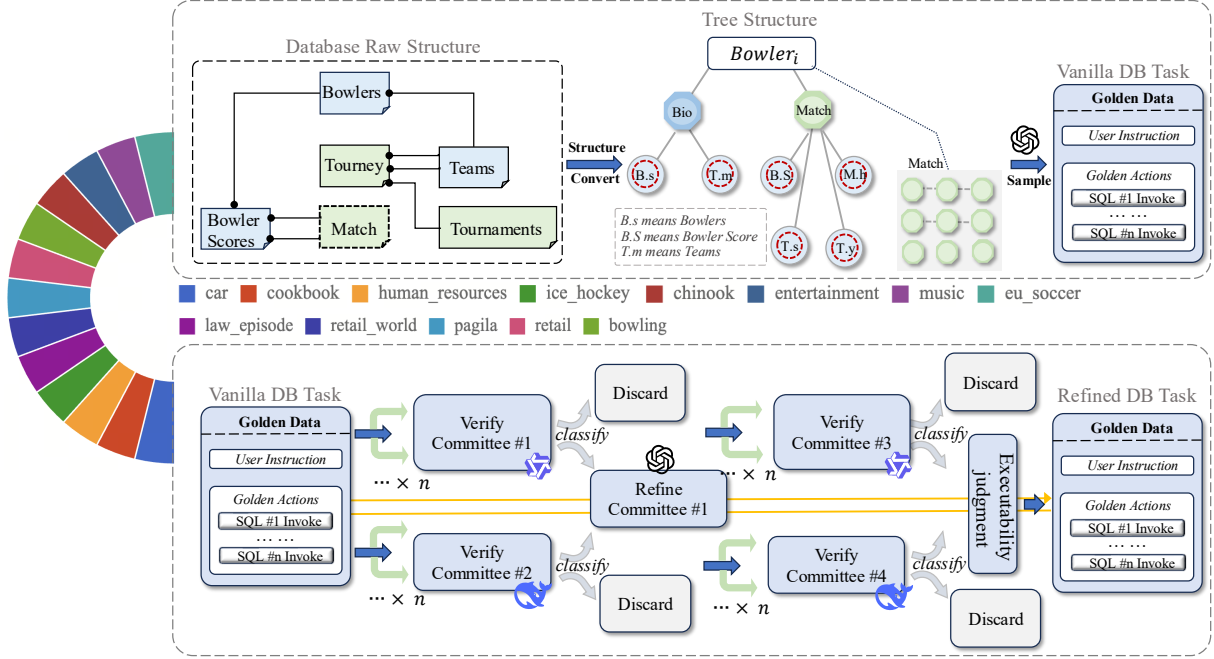 Tree Structure
Database Raw Structure
Bowlers
Tourney
Teams
Bowler
Scores
Match
Tournaments
Structure
Convert
Bowler_i
Bio
Match
B.s
T.m
B.S
M.h
T.s
T.y
B.s means Bowlers
B.S means Bowler Score
T.m means Teams
Match
Sample
Vanilla DB Task
Golden Data
User Instruction
Golden Actions
SQL #1 Invoke
... ...
SQL #n Invoke
car
cookbook
human_resources
ice_hockey
chinook
entertainment
music
eu_soccer
law_episode
retail_world
pagila
retail
bowling
Vanilla DB Task
Golden Data
User Instruction
Golden Actions
SQL #1 Invoke
... ...
SQL #n Invoke
Verify
Committee #1
... × n
classify
Discard
Verify
Committee #2
... × n
classify
Discard
Refine
Committee #1
Verify
Committee #3
... × n
classify
Discard
Verify
Committee #4
... × n
classify
Discard
Executability
judgment
Refined DB Task
Golden Data
User Instruction
Golden Actions
SQL #1 Invoke
... ...
SQL #n Invoke